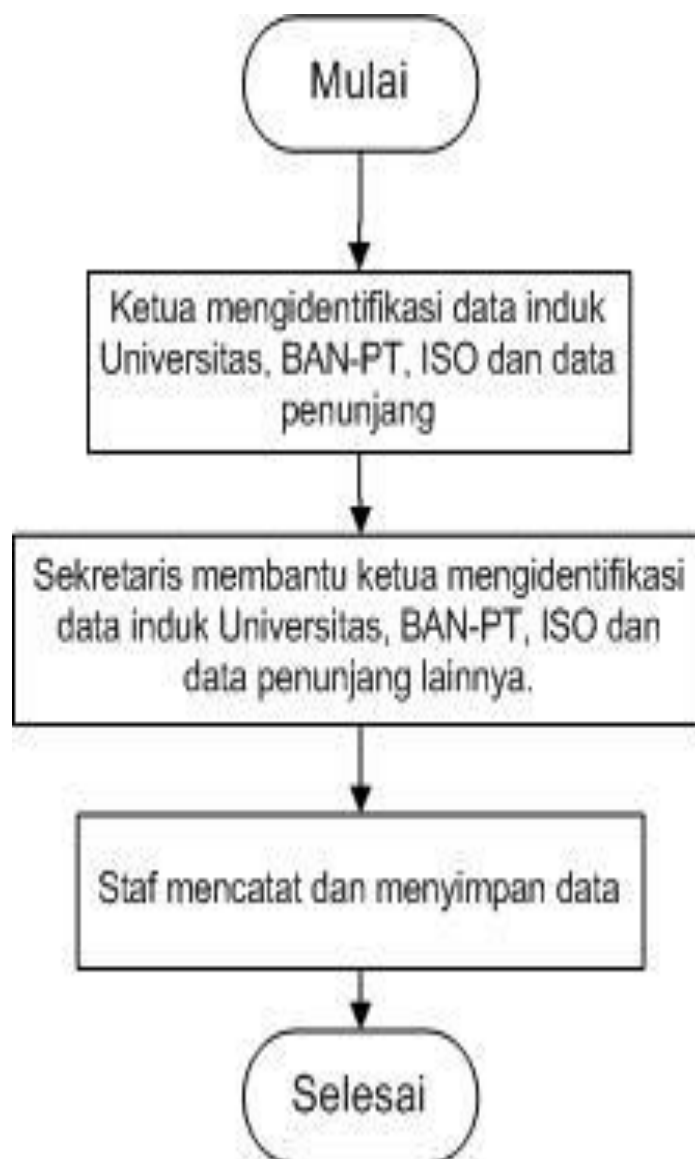 Mulai
Ketua mengidentifikasi data induk
Universitas, BAN-PT, ISO dan data
penunjang
Sekretaris membantu ketua mengidentifikasi
data induk Universitas, BAN-PT, ISO dan
data penunjang lainnya.
Staf mencatat dan menyimpan data
Selesai